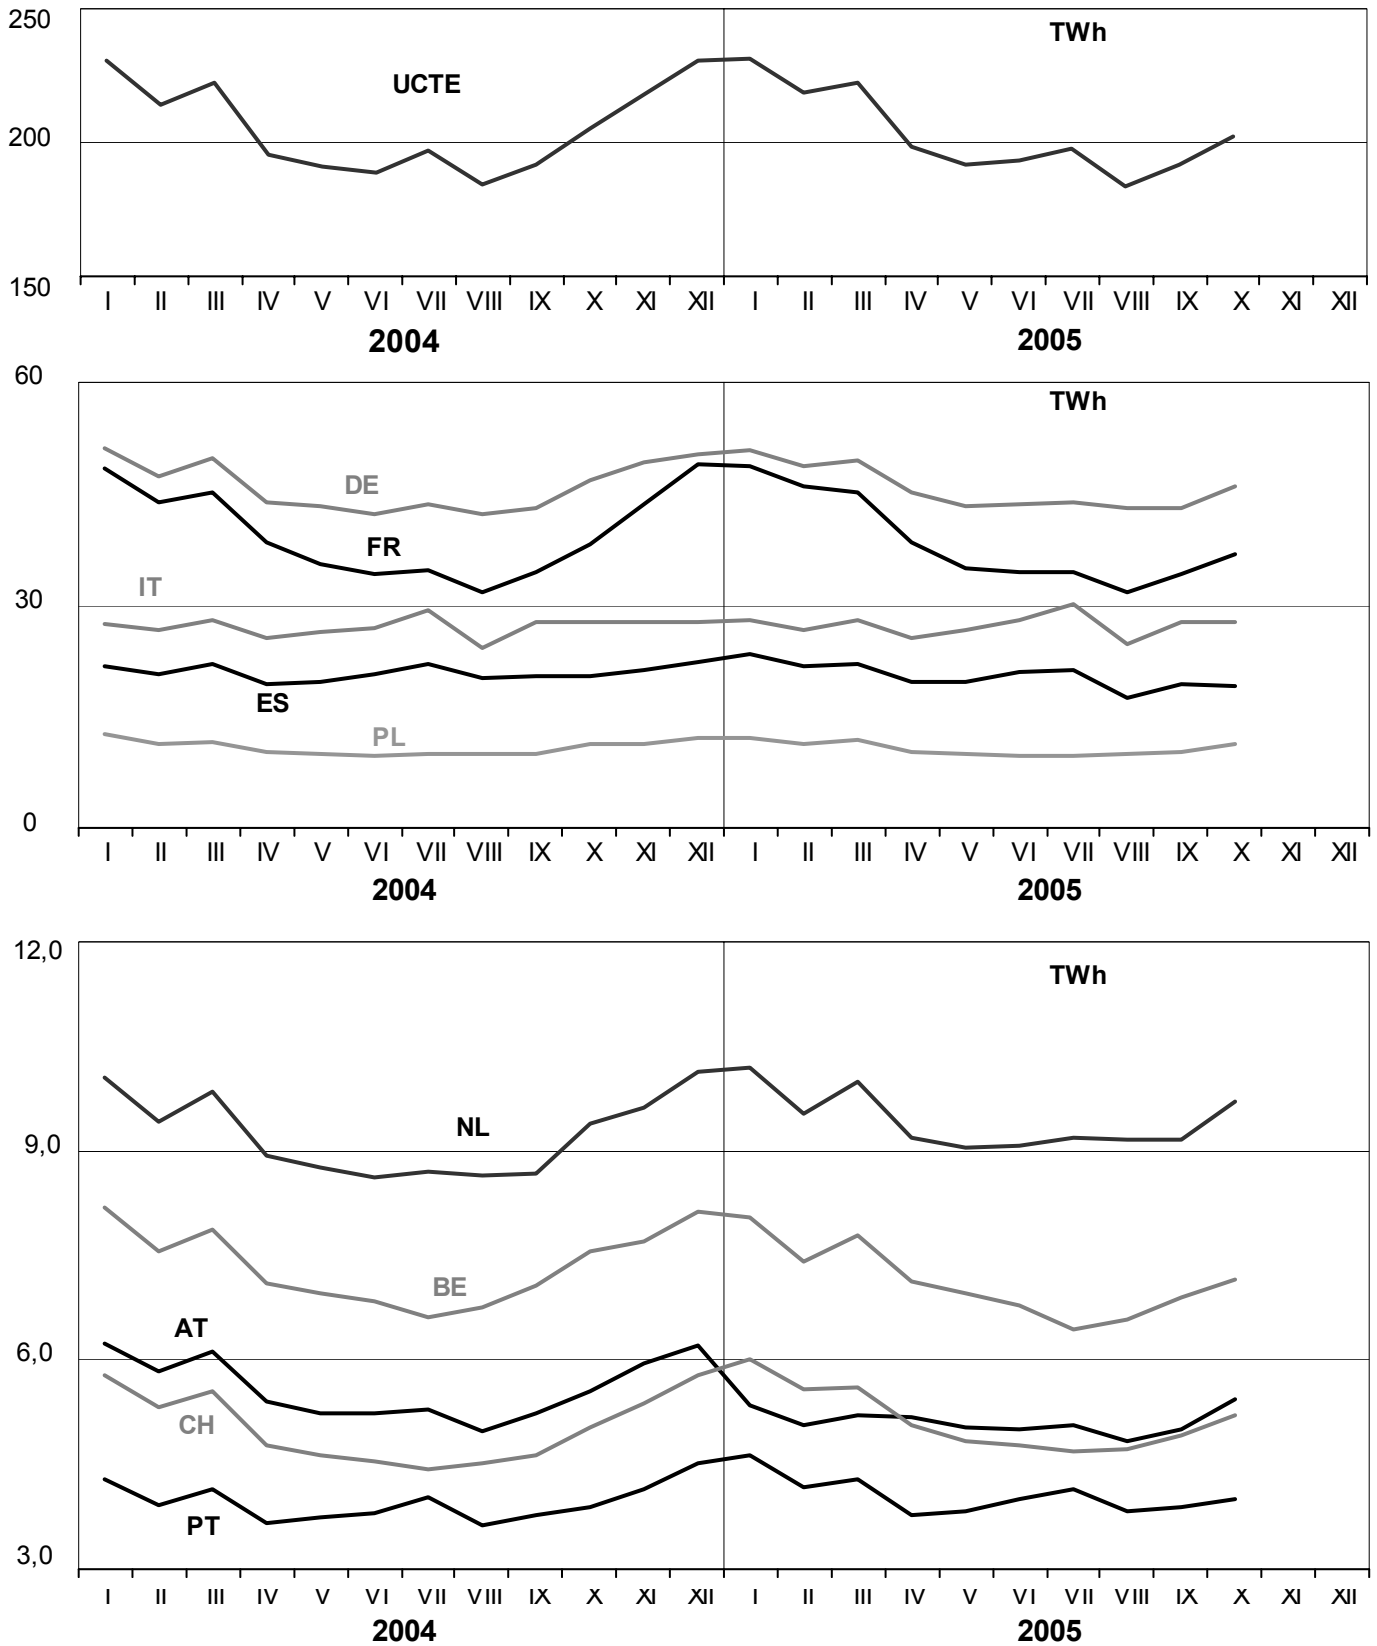 250
TWh
UCTE
200
150
I II III IV V VI VII VIII IX X XI XII I II III IV V VI VII VIII IX X XI XII
2004 2005
60
TWh
DE
FR
IT
30
ES
PL
0
I II III IV V VI VII VIII IX X XI XII I II III IV V VI VII VIII IX X XI XII
2004 2005
12,0
TWh
NL
9,0
BE
AT
6,0
CH
PT
3,0
I II III IV V VI VII VIII IX X XI XII I II III IV V VI VII VIII IX X XI XII
2004 2005